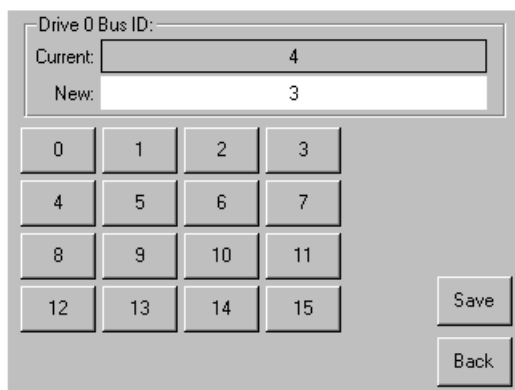 Drive 0 Bus ID:
Current: 4
New: 3
0 1 2 3
4 5 6 7
8 9 10 11
12 13 14 15
Save
Back